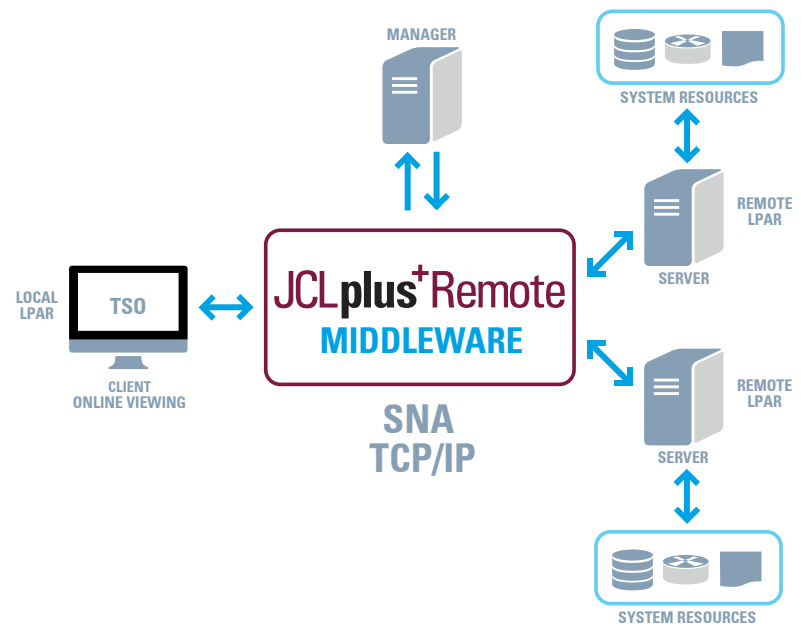 MANAGER
SYSTEM RESOURCES
REMOTE
LPAR
SERVER
LOCAL
LPAR
TSO
CLIENT
ONLINE VIEWING
JCLplus+Remote
MIDDLEWARE
SNA
TCP/IP
REMOTE
LPAR
SERVER
SYSTEM RESOURCES